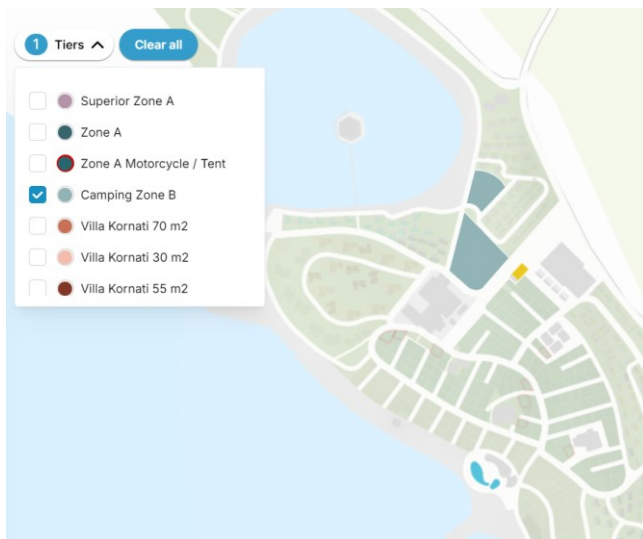 1 Tiers Clear all
Superior Zone A
Zone A
Zone A Motorcycle / Tent
Camping Zone B
Villa Kornati 70 m2
Villa Kornati 30 m2
Villa Kornati 55 m2